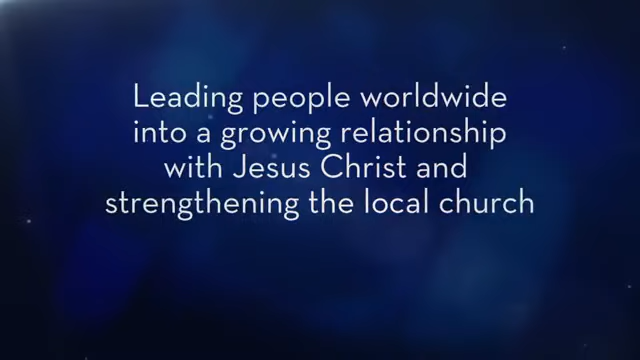 Leading people worldwide
into a growing relationship
with Jesus Christ and
strengthening the local church